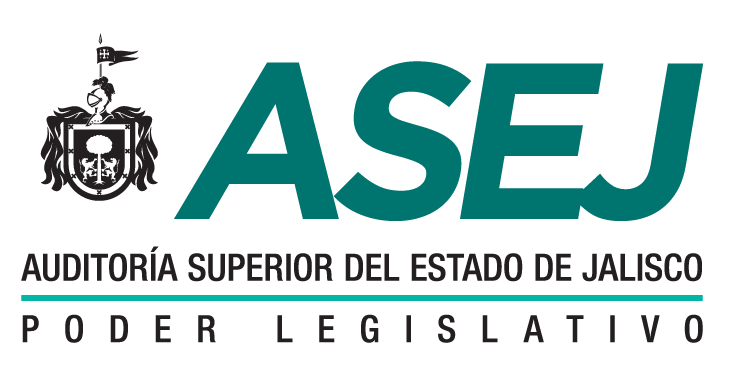 ASEJ
AUDITORÍA SUPERIOR DEL ESTADO DE JALISCO
PODER LEGISLATIVO